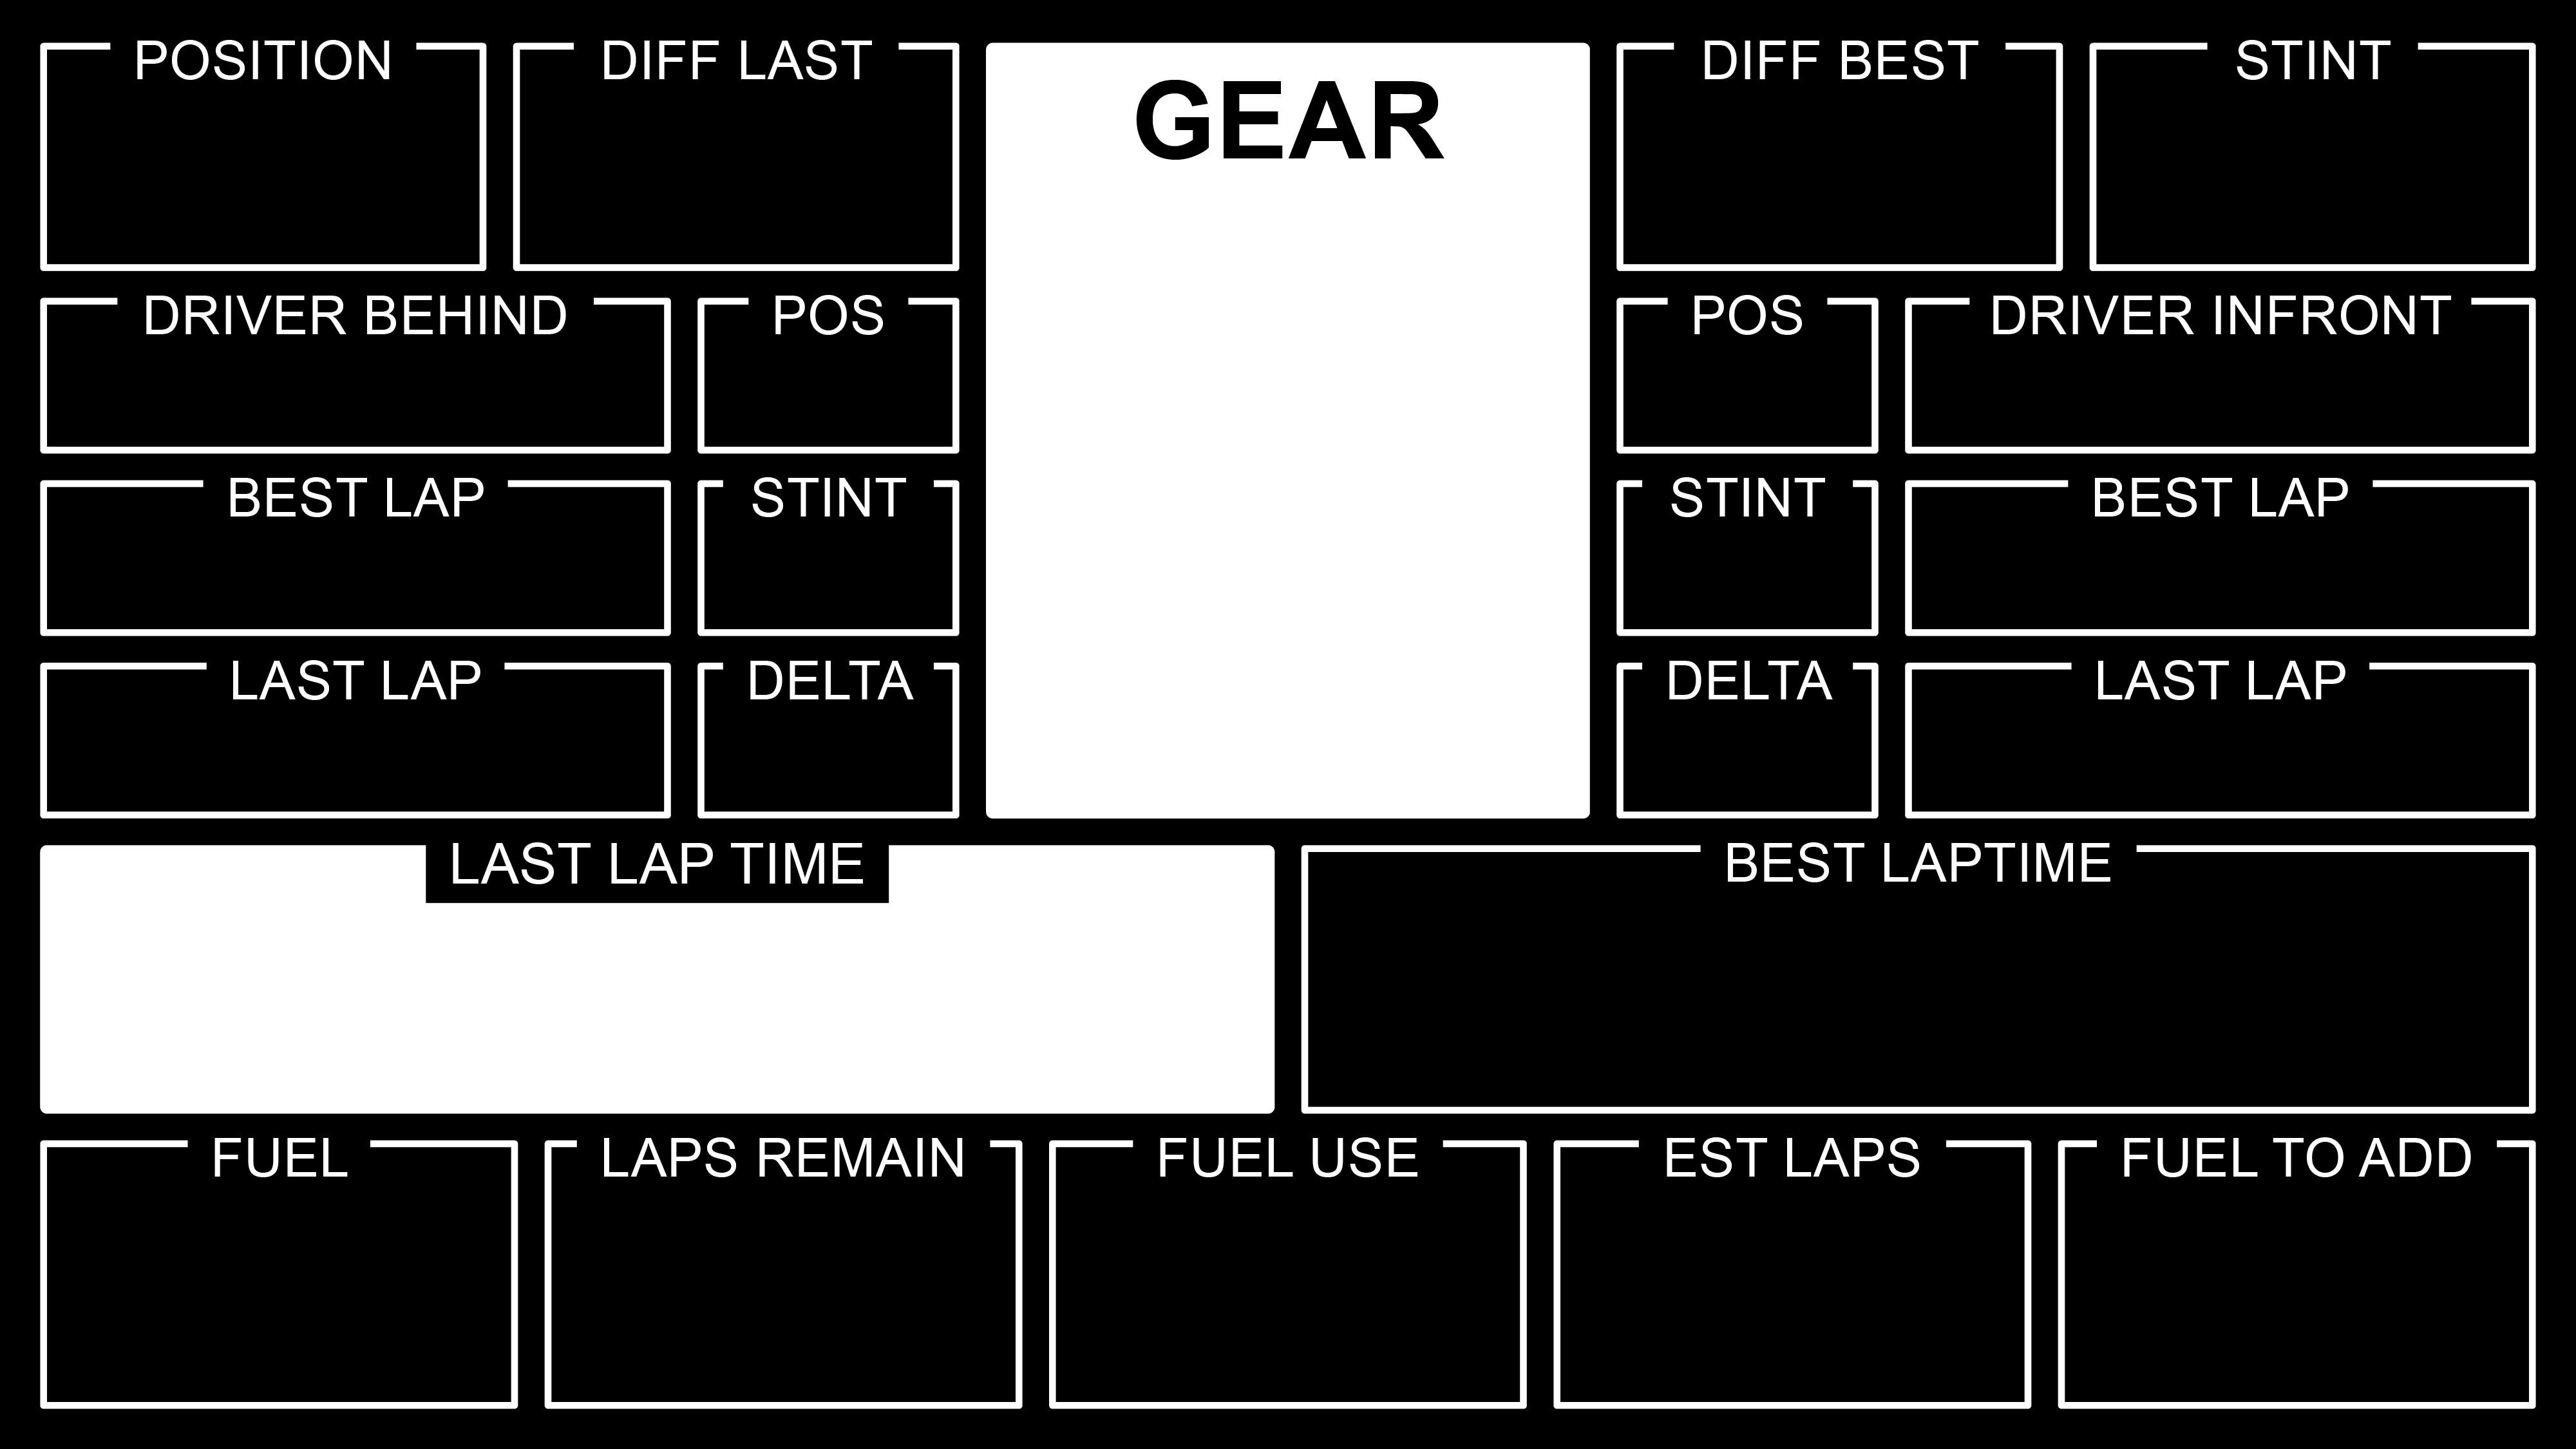 POSITION
DIFF LAST
GEAR
DIFF BEST
STINT
DRIVER BEHIND
POS
POS
DRIVER INFRONT
BEST LAP
STINT
STINT
BEST LAP
LAST LAP
DELTA
DELTA
LAST LAP
LAST LAP TIME
BEST LAPTIME
FUEL
LAPS REMAIN
FUEL USE
EST LAPS
FUEL TO ADD